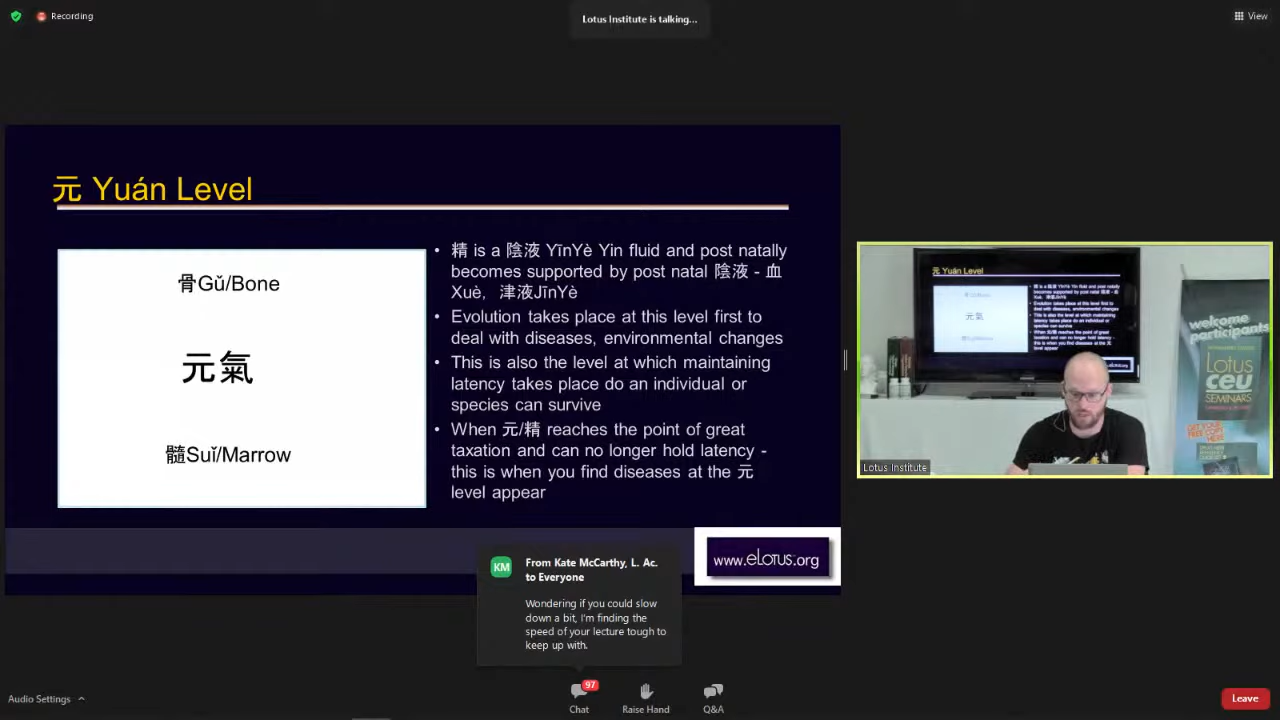 Recording
Lotus Institute is talking...
View
元 Yuán Level
骨Gǔ/Bone
元氣
髓Suǐ/Marrow
• 精 is a 陰液 YīnYè Yin fluid and post natally
becomes supported by post natal 陰液 - 血
Xuè, 津液JīnYè
• Evolution takes place at this level first to
deal with diseases, environmental changes
• This is also the level at which maintaining
latency takes place do an individual or
species can survive
• When 元/精 reaches the point of great
taxation and can no longer hold latency -
this is when you find diseases at the 元
level appear
www.eLotus.org
元 Yuán Level
元氣
welcome
participants
Lotus
CEU
SEMINARS
Lotus Institute
KM
From Kate McCarthy, L. Ac.
to Everyone
Wondering if you could slow
down a bit, I'm finding the
speed of your lecture tough to
keep up with.
Audio Settings
97
Chat
Raise Hand
Q&A
Leave